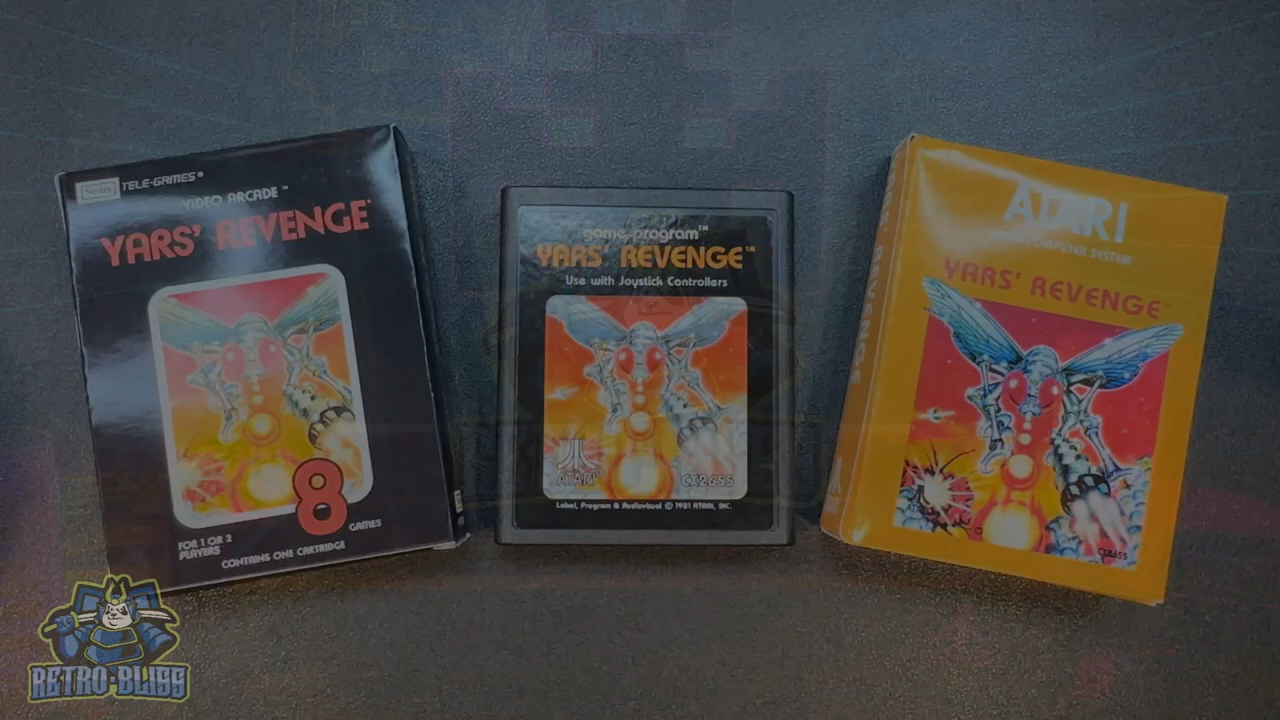 Sears TELE-GAMES®
VIDEO ARCADE™
YARS' REVENGE™
8
GAMES
FOR 1 OR 2
PLAYERS
CONTAINS ONE CARTRIDGE
game program™
YARS' REVENGE™
Use with Joystick Controllers
ATARI®
CX2655
Label, Program & Audiovisual © 1981 ATARI, INC.
ATARI
COMPUTER SYSTEM
YARS' REVENGE™
CX2655
YARS' REVENGE
RETRO·BLISS